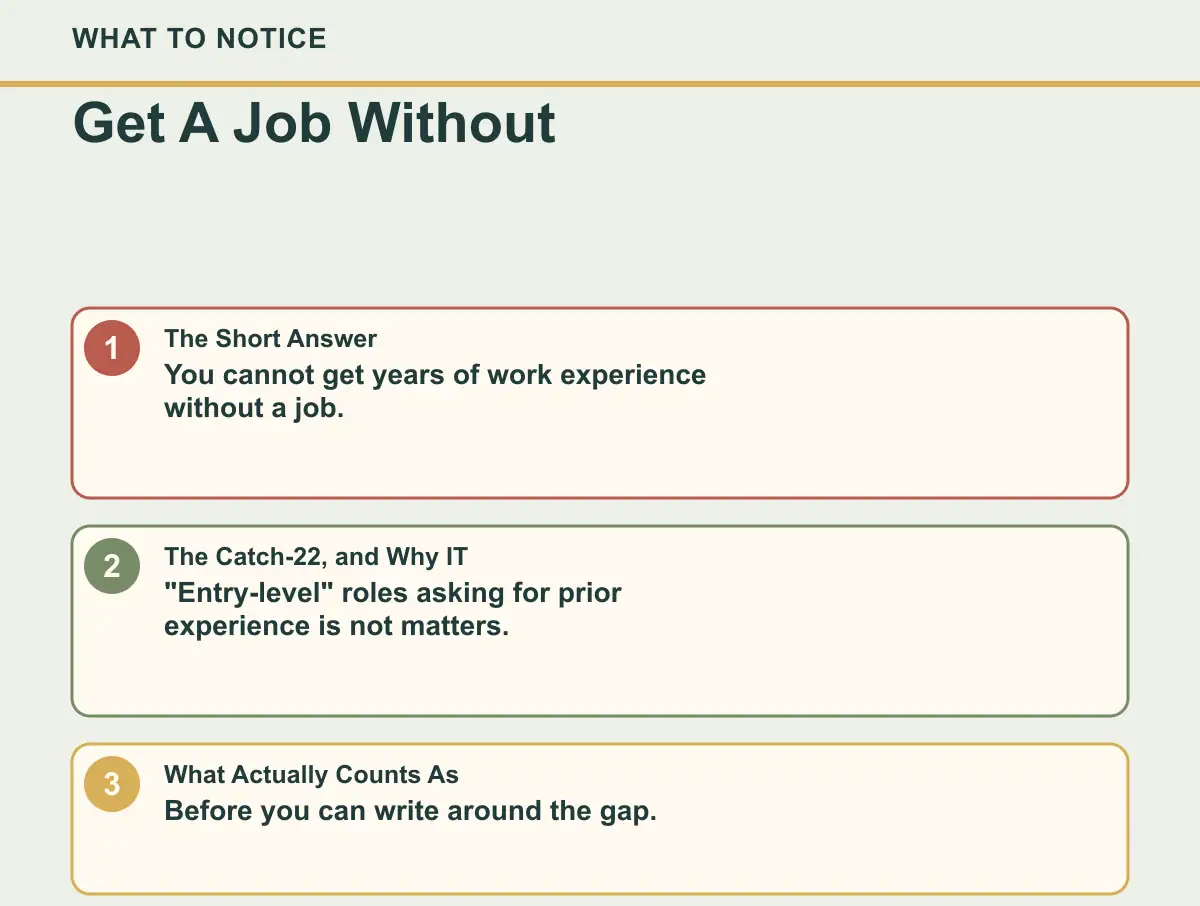 WHAT TO NOTICE
Get A Job Without
1
The Short Answer
You cannot get years of work experience
without a job.
2
The Catch-22, and Why IT
"Entry-level" roles asking for prior
experience is not matters.
3
What Actually Counts As
Before you can write around the gap.